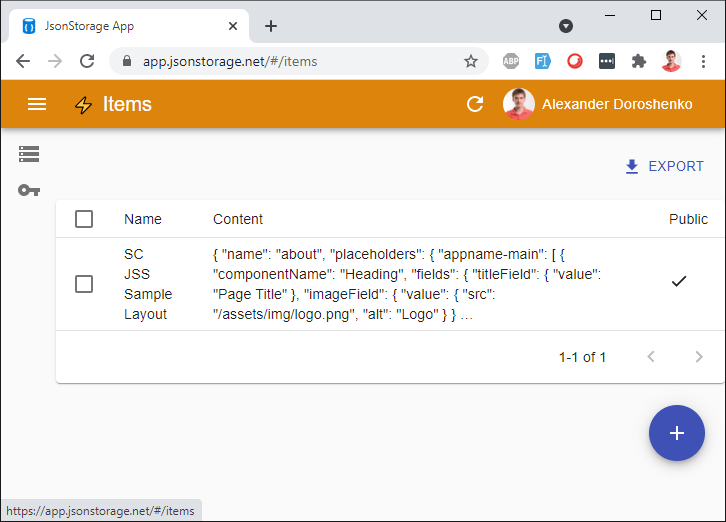 JsonStorage App
app.jsonstorage.net/#/items
ABP
Items
Alexander Doroshenko
EXPORT
Name Content Public
SC { "name": "about", "placeholders": { "appname-main": [ {
JSS "componentName": "Heading", "fields": { "titleField": { "value":
Sample "Page Title" }, "imageField": { "value": { "src":
Layout "/assets/img/logo.png", "alt": "Logo" } } …
1-1 of 1
https://app.jsonstorage.net/#/items